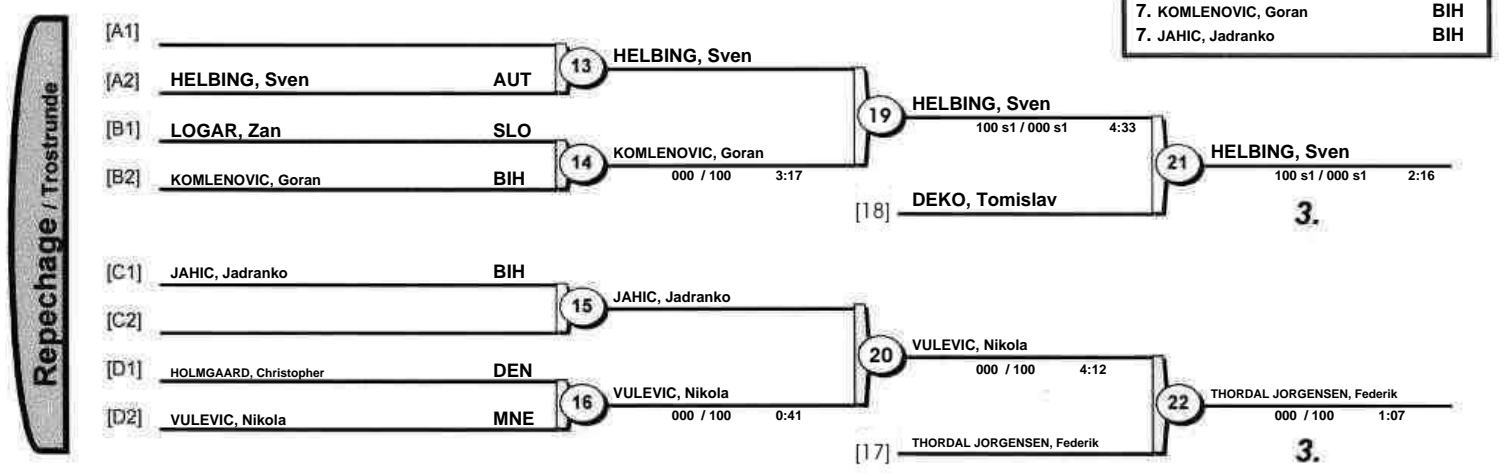 7. KOMLENOVIC, Goran BIH
7. JAHIC, Jadranko BIH
Repechage / Trostrunde
[A1]
[A2] HELBING, Sven AUT
13 HELBING, Sven
[B1] LOGAR, Zan SLO
[B2] KOMLENOVIC, Goran BIH
14 KOMLENOVIC, Goran
000 / 100 3:17
19 HELBING, Sven
100 s1 / 000 s1 4:33
[18] DEKO, Tomislav
21 HELBING, Sven
100 s1 / 000 s1 2:16
3.
[C1] JAHIC, Jadranko BIH
[C2]
15 JAHIC, Jadranko
[D1] HOLMGAARD, Christopher DEN
[D2] VULEVIC, Nikola MNE
16 VULEVIC, Nikola
000 / 100 0:41
20 VULEVIC, Nikola
000 / 100 4:12
[17] THORDAL JORGENSEN, Federik
22 THORDAL JORGENSEN, Federik
000 / 100 1:07
3.